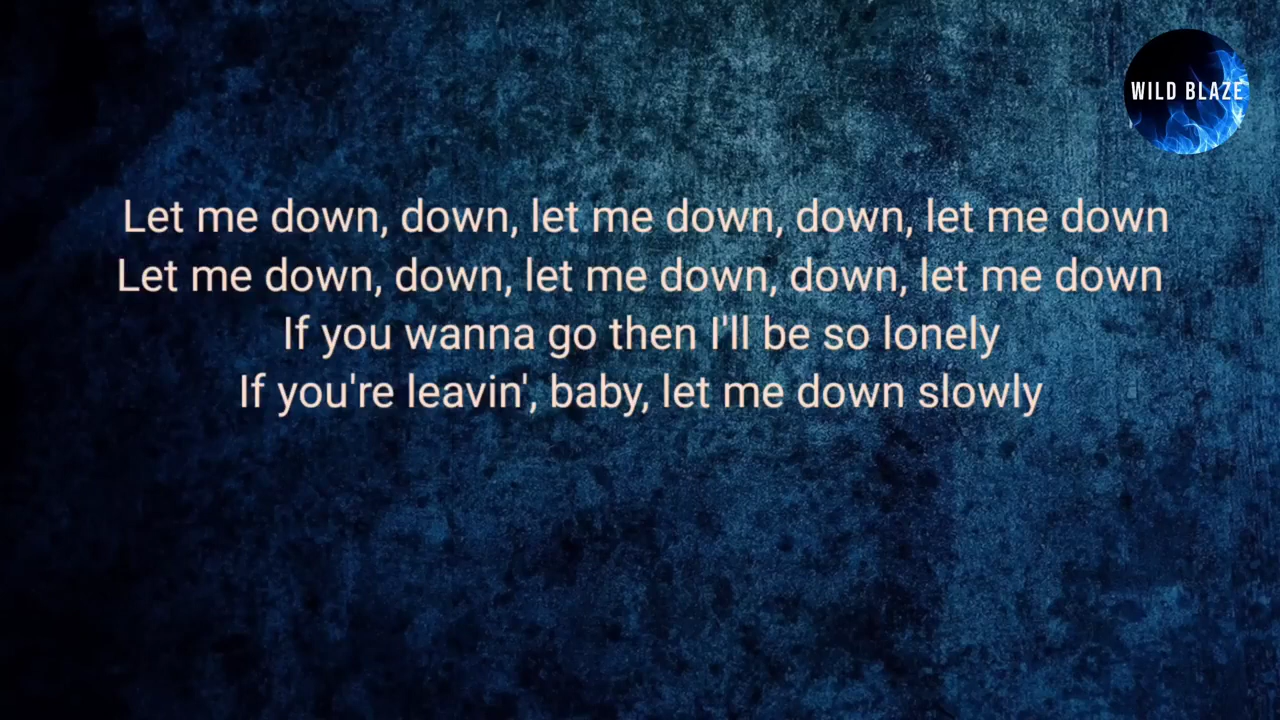 WILD BLAZE
Let me down, down, let me down, down, let me down
Let me down, down, let me down, down, let me down
If you wanna go then I'll be so lonely
If you're leavin', baby, let me down slowly